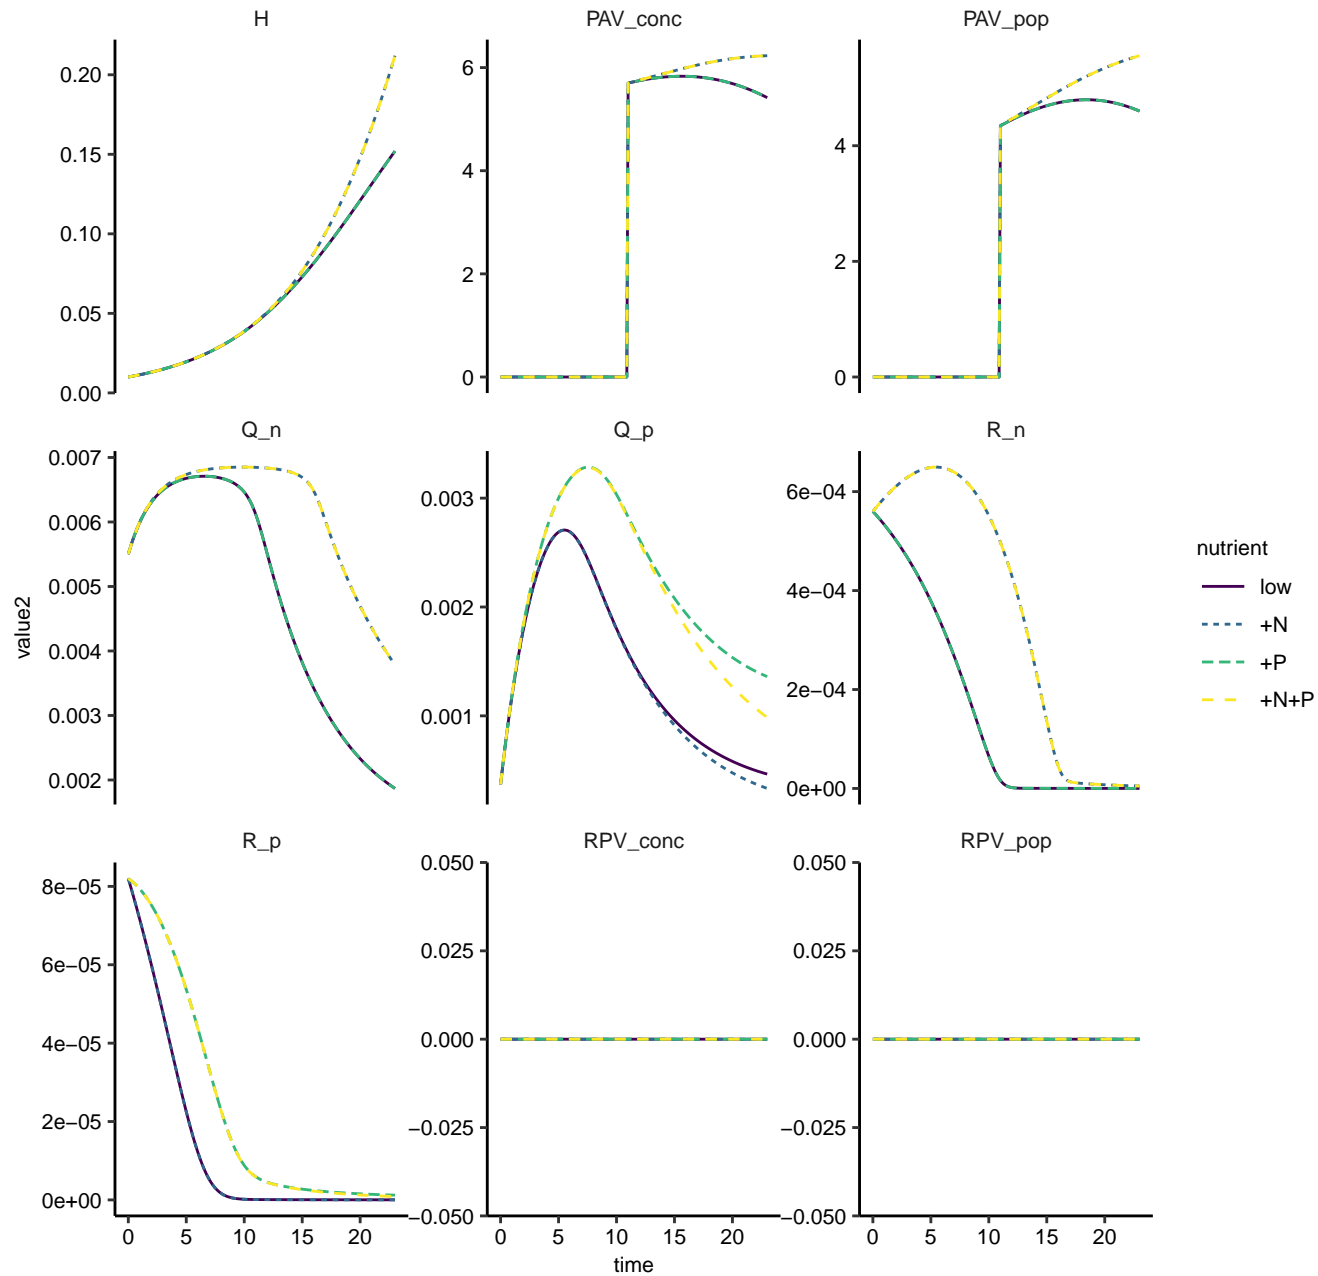 H
PAV_conc
PAV_pop
0.20
0.15
0.10
0.05
0.00
6
4
2
0
4
2
0
Q_n
Q_p
R_n
0.007
0.006
0.005
0.004
0.003
0.002
0.003
0.002
0.001
6e−04
4e−04
2e−04
0e+00
value2
R_p
RPV_conc
RPV_pop
8e−05
6e−05
4e−05
2e−05
0e+00
0.050
0.025
0.000
−0.025
−0.050
0.050
0.025
0.000
−0.025
−0.050
0 5 10 15 20
0 5 10 15 20
0 5 10 15 20
time
nutrient
low
+N
+P
+N+P